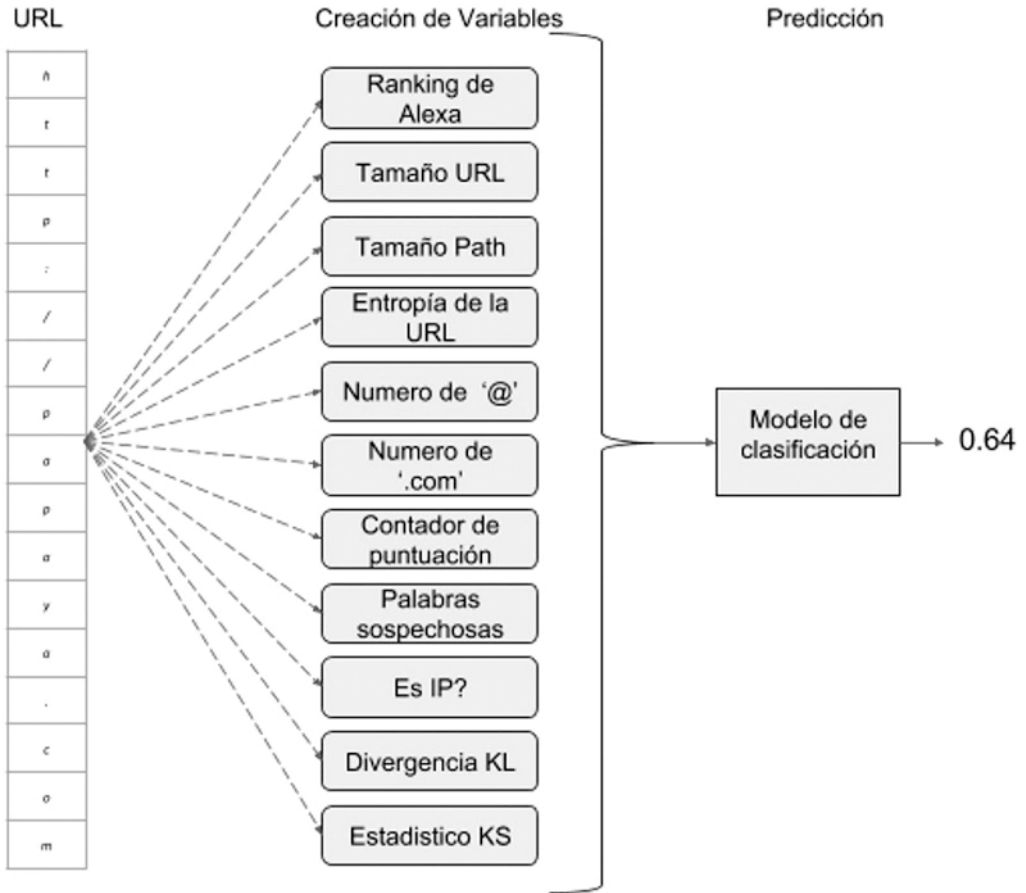 URL
Creación de Variables
Predicción
h
t
t
p
:
/
/
p
a
p
a
y
a
.
c
o
m
Ranking de
Alexa
Tamaño URL
Tamaño Path
Entropía de la
URL
Numero de ‘@’
Numero de
‘.com’
Contador de
puntuación
Palabras
sospechosas
Es IP?
Divergencia KL
Estadistico KS
Modelo de
clasificación
0.64